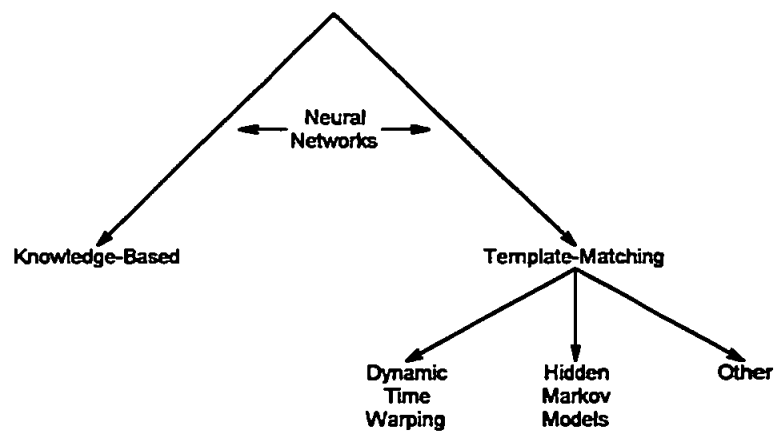 Neural
Networks
Knowledge-Based
Template-Matching
Dynamic
Time
Warping
Hidden
Markov
Models
Other